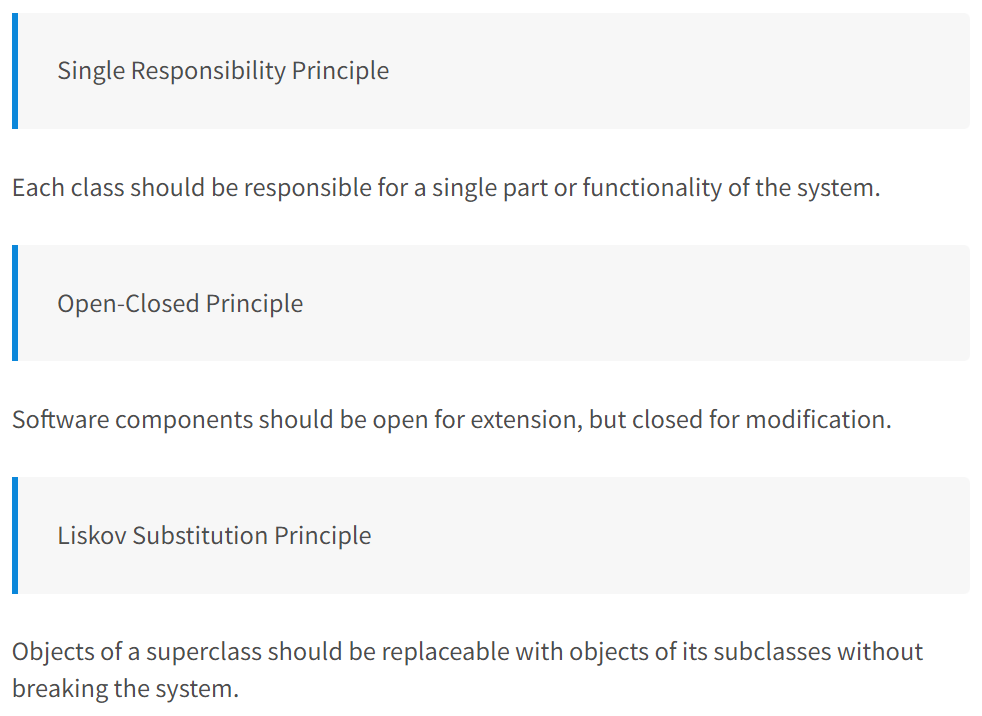 Single Responsibility Principle
Each class should be responsible for a single part or functionality of the system.
Open-Closed Principle
Software components should be open for extension, but closed for modification.
Liskov Substitution Principle
Objects of a superclass should be replaceable with objects of its subclasses without
breaking the system.